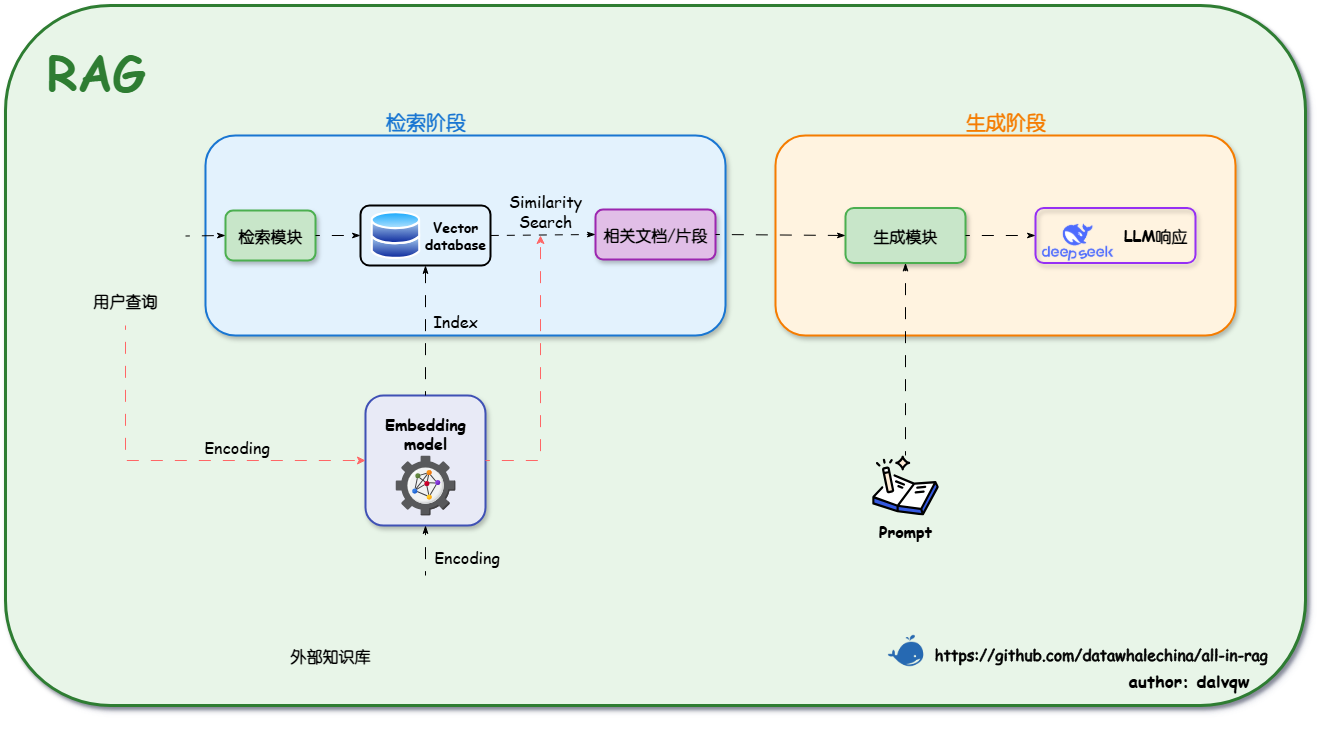 RAG
检索阶段
生成阶段
检索模块
Vector
database
Similarity
Search
相关文档/片段
生成模块
deepseek
LLM响应
用户查询
Index
Embedding
model
Encoding
Encoding
Prompt
外部知识库
https://github.com/datawhalechina/all-in-rag
author: dalvqw